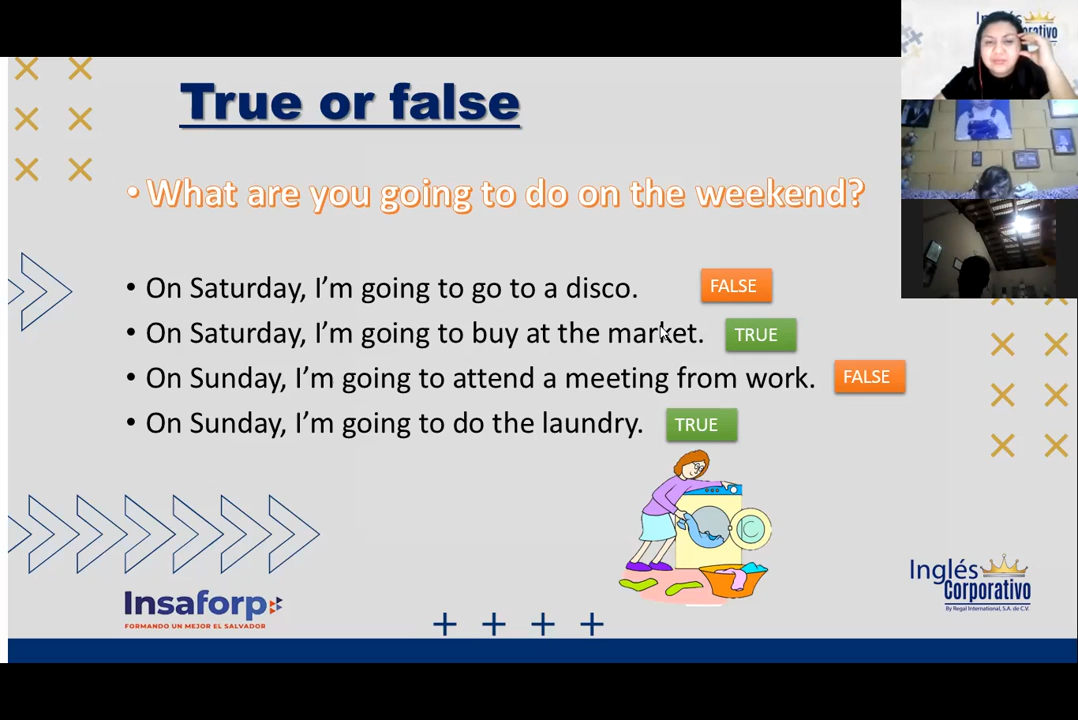 True or false
• What are you going to do on the weekend?
• On Saturday, I'm going to go to a disco. FALSE
• On Saturday, I'm going to buy at the market. TRUE
• On Sunday, I'm going to attend a meeting from work. FALSE
• On Sunday, I'm going to do the laundry. TRUE
Insaforp
FORMANDO UN MEJOR EL SALVADOR
Inglés
Corporativo
By Regal International, S.A. de C.V.